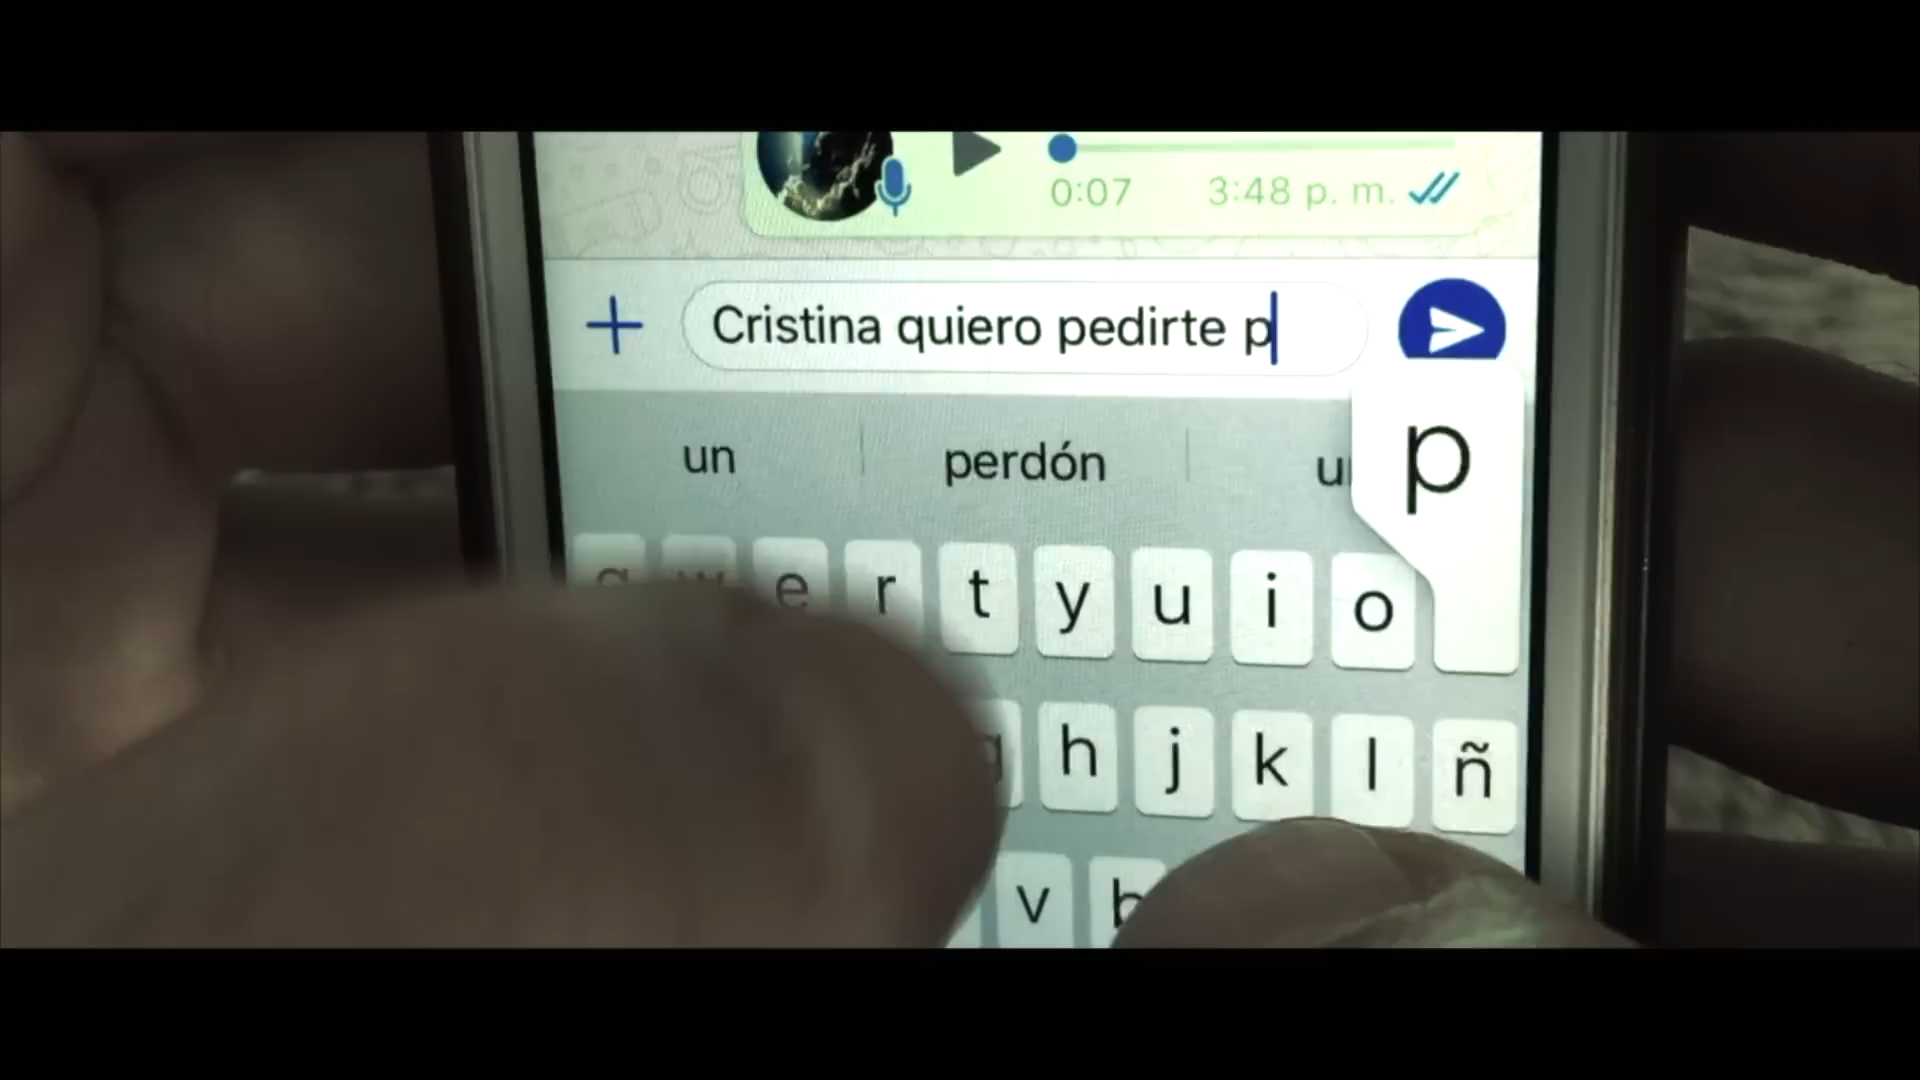 0:07 3:48 p. m.
Cristina quiero pedirte p
un perdón
p
e r t y u i o
h j k l ñ
v b